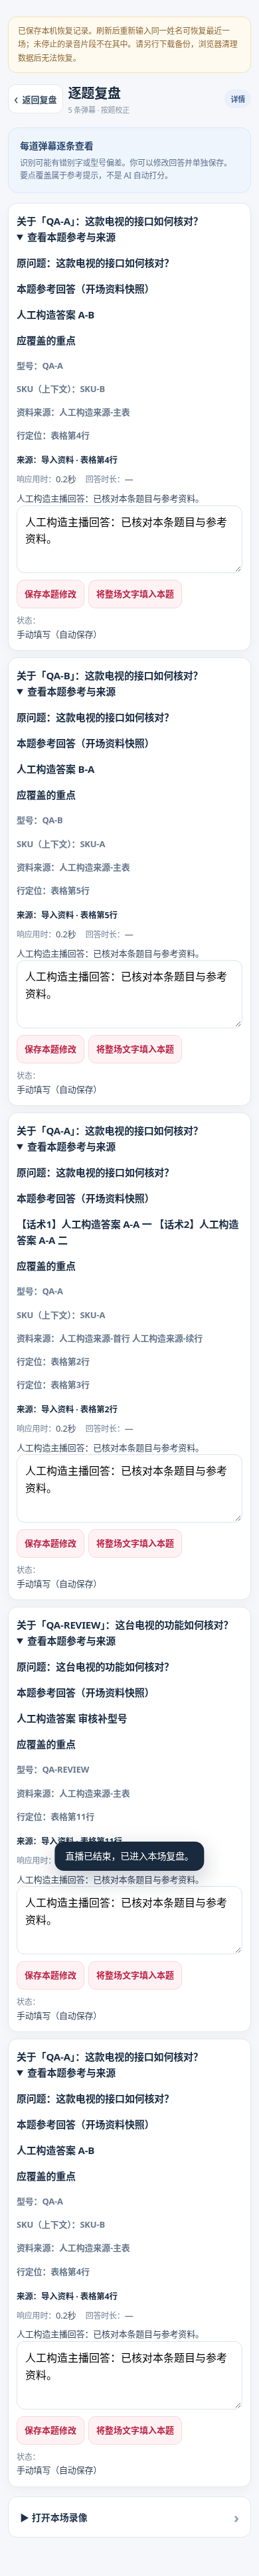 已保存本机恢复记录。刷新后重新输入同一姓名可恢复最近一
场；未停止的录音片段不在其中。请另行下载备份，浏览器清理
数据后无法恢复。
‹ 返回复盘
逐题复盘
5 条弹幕 · 按题校正
详情
每道弹幕逐条查看
识别可能有错别字或型号偏差。你可以修改回答并单独保存。
要点覆盖属于参考提示，不是 AI 自动打分。
关于「QA-A」：这款电视的接口如何核对？
▼ 查看本题参考与来源
原问题：这款电视的接口如何核对？
本题参考回答（开场资料快照）
人工构造答案 A-B
应覆盖的重点
型号：QA-A
SKU（上下文）：SKU-B
资料来源：人工构造来源-主表
行定位：表格第4行
来源：导入资料 · 表格第4行
响应用时：0.2秒 回答时长：—
人工构造主播回答：已核对本条题目与参考资料。
人工构造主播回答：已核对本条题目与参考
资料。
保存本题修改 将整场文字填入本题
状态：
手动填写（自动保存）
关于「QA-B」：这款电视的接口如何核对？
▼ 查看本题参考与来源
原问题：这款电视的接口如何核对？
本题参考回答（开场资料快照）
人工构造答案 B-A
应覆盖的重点
型号：QA-B
SKU（上下文）：SKU-A
资料来源：人工构造来源-主表
行定位：表格第5行
来源：导入资料 · 表格第5行
响应用时：0.2秒 回答时长：—
人工构造主播回答：已核对本条题目与参考资料。
人工构造主播回答：已核对本条题目与参考
资料。
保存本题修改 将整场文字填入本题
状态：
手动填写（自动保存）
关于「QA-A」：这款电视的接口如何核对？
▼ 查看本题参考与来源
原问题：这款电视的接口如何核对？
本题参考回答（开场资料快照）
【话术1】人工构造答案 A-A 一 【话术2】人工构造
答案 A-A 二
应覆盖的重点
型号：QA-A
SKU（上下文）：SKU-A
资料来源：人工构造来源-首行 人工构造来源-续行
行定位：表格第2行
行定位：表格第3行
来源：导入资料 · 表格第2行
响应用时：0.2秒 回答时长：—
人工构造主播回答：已核对本条题目与参考资料。
人工构造主播回答：已核对本条题目与参考
资料。
保存本题修改 将整场文字填入本题
状态：
手动填写（自动保存）
关于「QA-REVIEW」：这台电视的功能如何核对？
▼ 查看本题参考与来源
原问题：这台电视的功能如何核对？
本题参考回答（开场资料快照）
人工构造答案 审核补型号
应覆盖的重点
型号：QA-REVIEW
资料来源：人工构造来源-主表
行定位：表格第11行
来源：导入资料 · 表格第11行
响应用时：
直播已结束，已进入本场复盘。
人工构造主播回答：已核对本条题目与参考资料。
人工构造主播回答：已核对本条题目与参考
资料。
保存本题修改 将整场文字填入本题
状态：
手动填写（自动保存）
关于「QA-A」：这款电视的接口如何核对？
▼ 查看本题参考与来源
原问题：这款电视的接口如何核对？
本题参考回答（开场资料快照）
人工构造答案 A-B
应覆盖的重点
型号：QA-A
SKU（上下文）：SKU-B
资料来源：人工构造来源-主表
行定位：表格第4行
来源：导入资料 · 表格第4行
响应用时：0.2秒 回答时长：—
人工构造主播回答：已核对本条题目与参考资料。
人工构造主播回答：已核对本条题目与参考
资料。
保存本题修改 将整场文字填入本题
状态：
手动填写（自动保存）
▶ 打开本场录像 ›